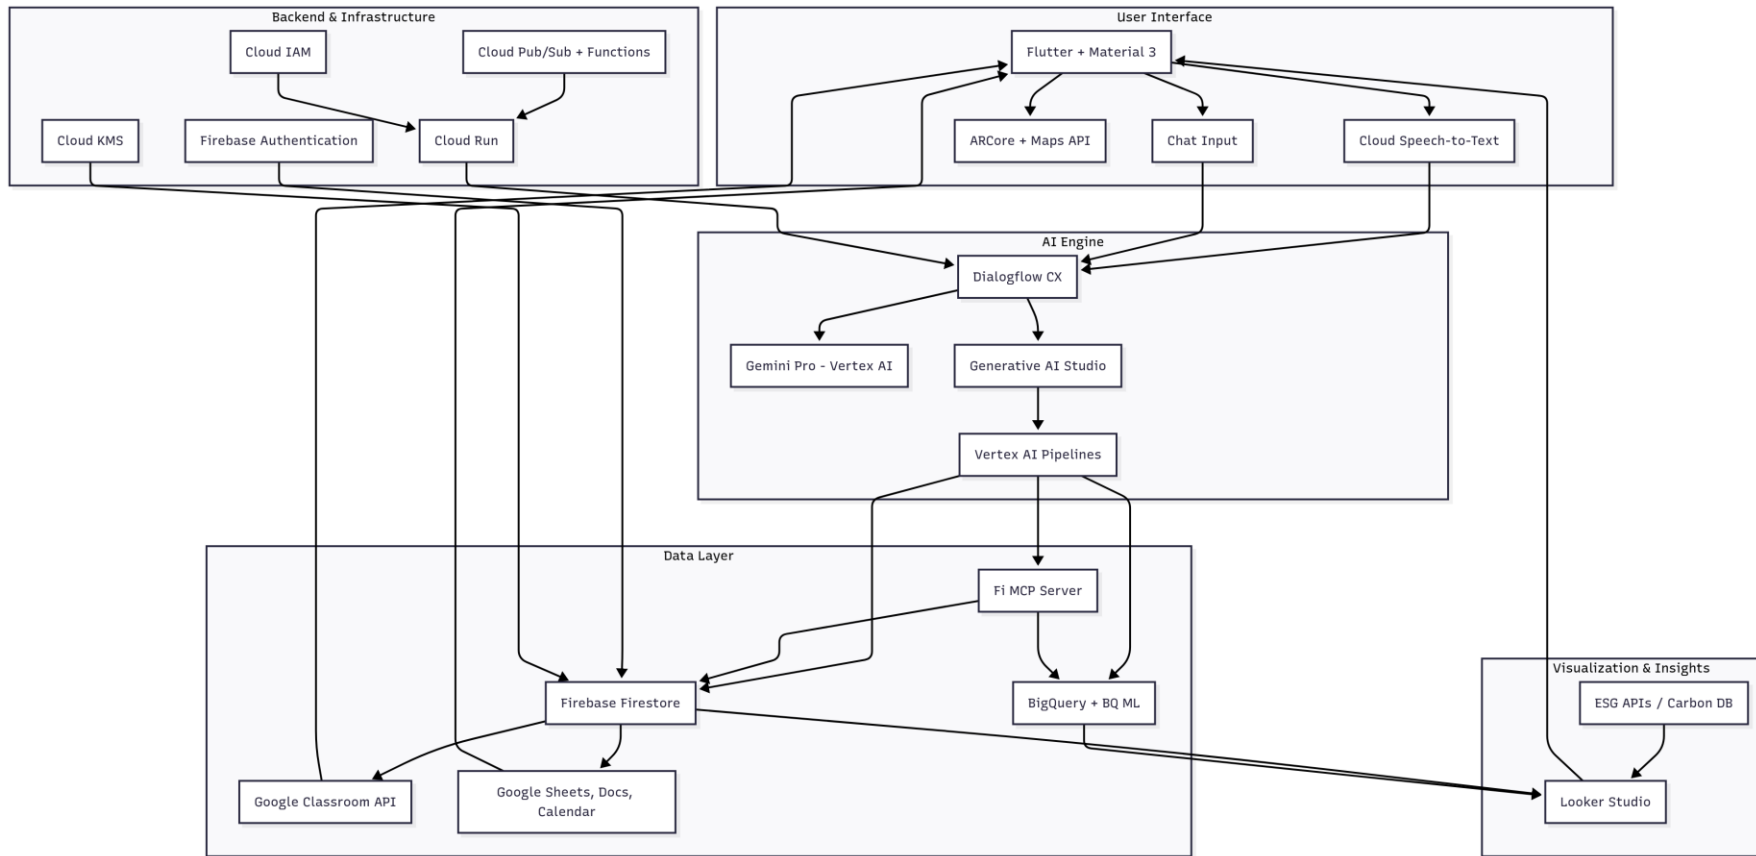 Backend & Infrastructure
Cloud IAM
Cloud Pub/Sub + Functions
Cloud KMS
Firebase Authentication
Cloud Run
User Interface
Flutter + Material 3
ARCore + Maps API
Chat Input
Cloud Speech-to-Text
AI Engine
Dialogflow CX
Gemini Pro - Vertex AI
Generative AI Studio
Vertex AI Pipelines
Data Layer
Fi MCP Server
Firebase Firestore
BigQuery + BQ ML
Google Classroom API
Google Sheets, Docs,
Calendar
Visualization & Insights
ESG APIs / Carbon DB
Looker Studio